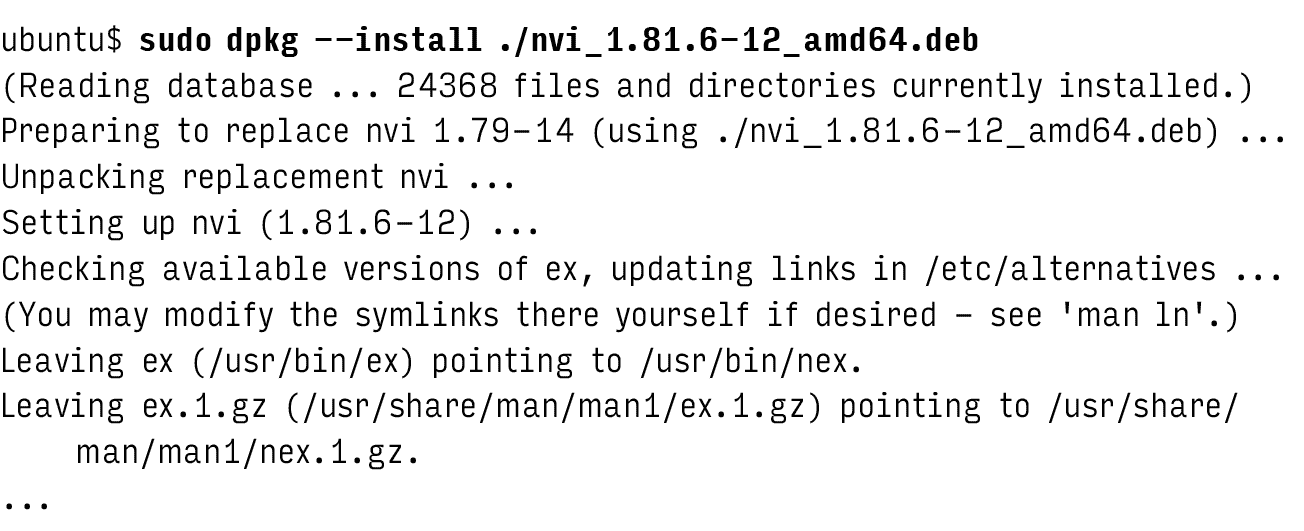 ubuntu$ sudo dpkg --install ./nvi_1.81.6-12_amd64.deb
(Reading database ... 24368 files and directories currently installed.)
Preparing to replace nvi 1.79-14 (using ./nvi_1.81.6-12_amd64.deb) ...
Unpacking replacement nvi ...
Setting up nvi (1.81.6-12) ...
Checking available versions of ex, updating links in /etc/alternatives ...
(You may modify the symlinks there yourself if desired - see 'man ln'.)
Leaving ex (/usr/bin/ex) pointing to /usr/bin/nex.
Leaving ex.1.gz (/usr/share/man/man1/ex.1.gz) pointing to /usr/share/
man/man1/nex.1.gz.
...